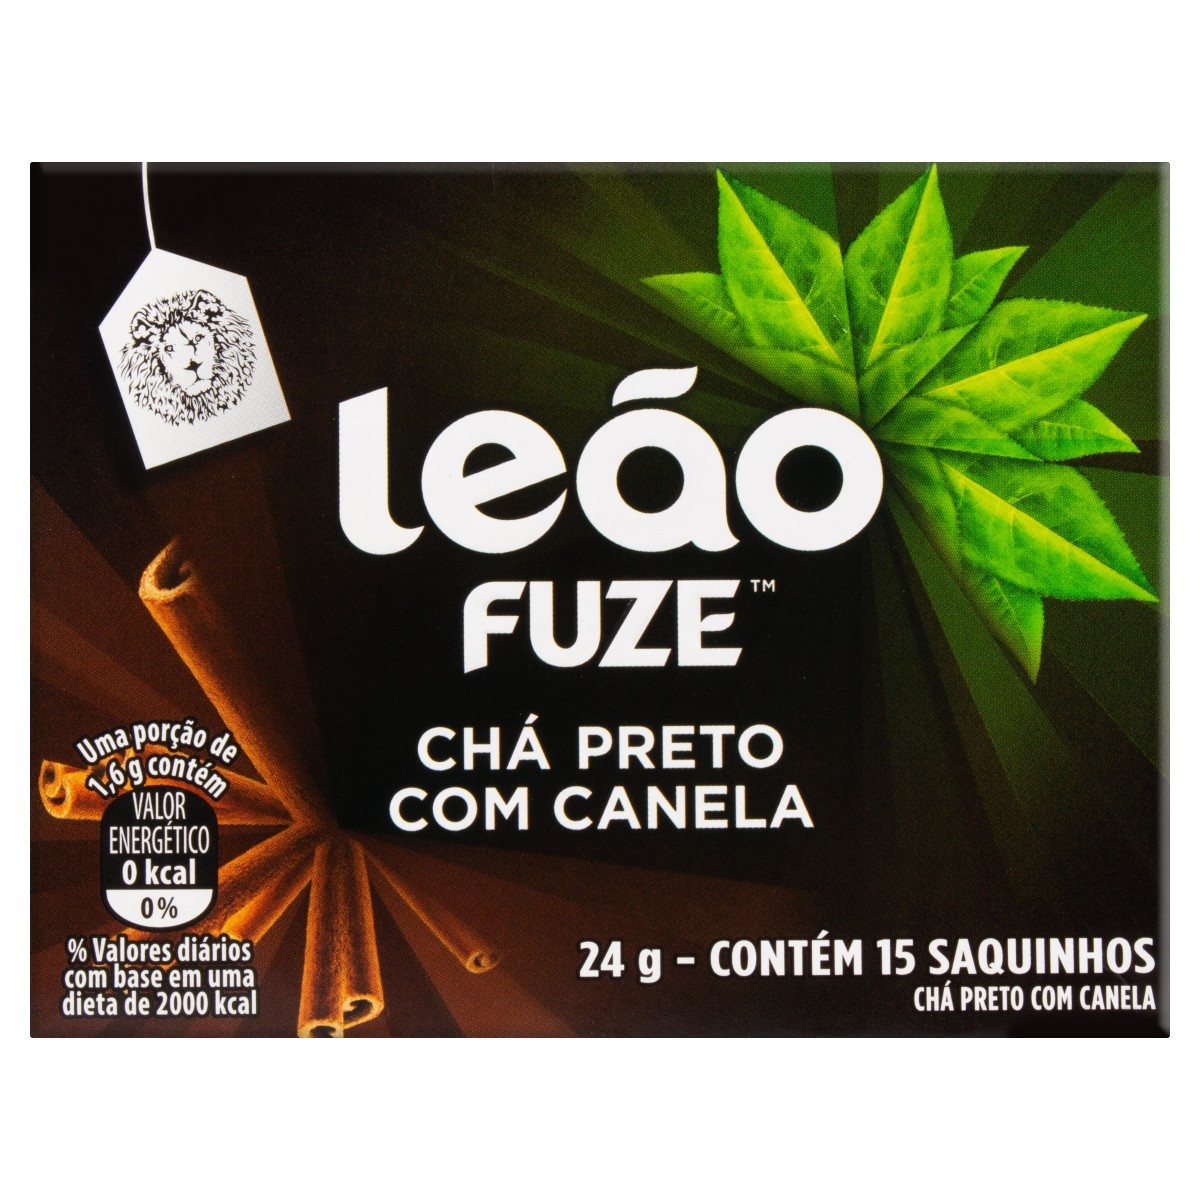 leão
FUZE™
CHÁ PRETO
COM CANELA
Uma porção de
1,6 g contém
VALOR
ENERGÉTICO
0 kcal
0%
% Valores diários
com base em uma
dieta de 2000 kcal
24 g - CONTÉM 15 SAQUINHOS
CHÁ PRETO COM CANELA